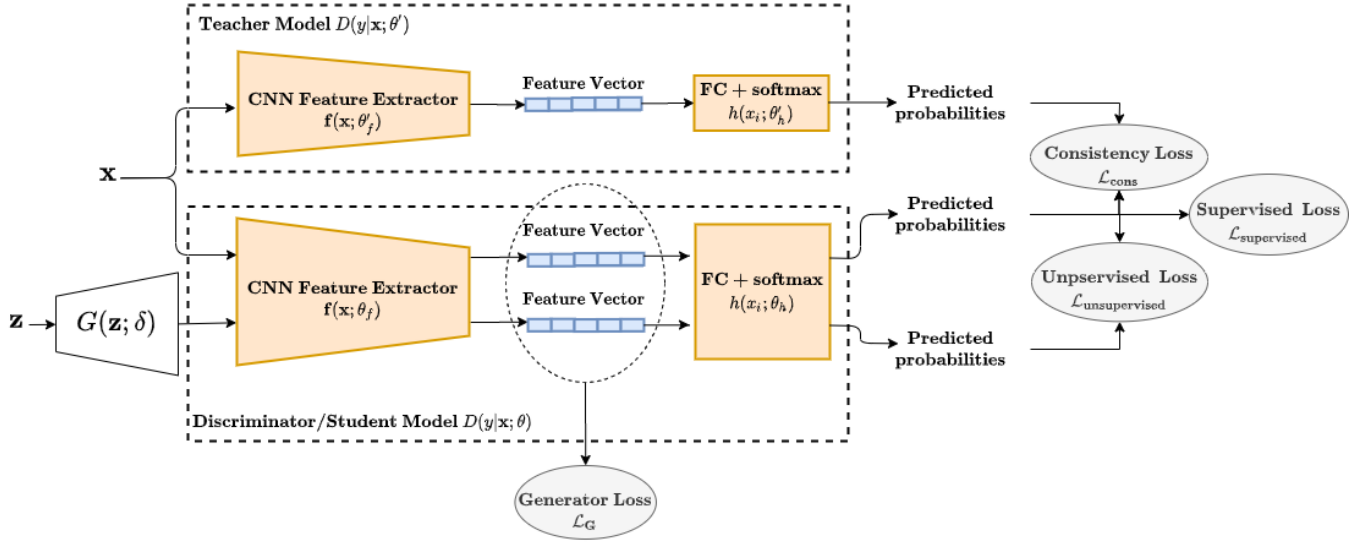 Teacher Model D(y|x; θ′)
CNN Feature Extractor
f(x; θ′_f)
Feature Vector
FC + softmax
h(x_i; θ′_h)
Predicted
probabilities
Consistency Loss
ℒ_cons
x
Feature Vector
CNN Feature Extractor
f(x; θ_f)
Feature Vector
FC + softmax
h(x_i; θ_h)
Predicted
probabilities
Supervised Loss
ℒ_supervised
Unpservised Loss
ℒ_unsupervised
z
G(z; δ)
Predicted
probabilities
Discriminator/Student Model D(y|x; θ)
Generator Loss
ℒ_G